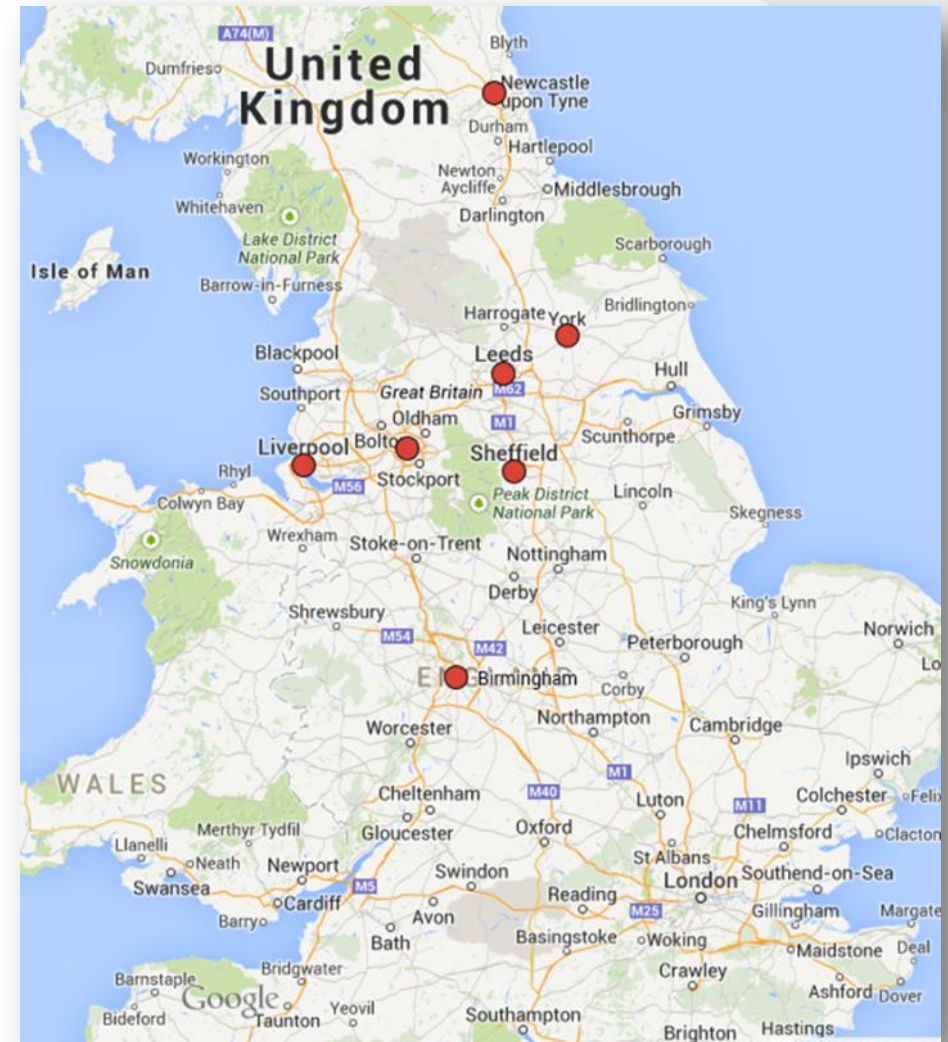 A74(M)
Blyth
United
Kingdom
Dumfries
Newcastle
upon Tyne
Durham
Hartlepool
Workington
Newton
Aycliffe
Middlesbrough
Whitehaven
Darlington
Lake District
National Park
Scarborough
Isle of Man
Barrow-in-Furness
Bridlington
Harrogate
York
Blackpool
Leeds
Hull
Southport
Great Britain
M62
Oldham
M1
Grimsby
Scunthorpe
Liverpool
Bolto
Sheffield
Rhyl
Stockport
M56
Peak District
National Park
Lincoln
Colwyn Bay
Skegness
Wrexham
Stoke-on-Trent
Nottingham
Snowdonia
Derby
Shrewsbury
King's Lynn
Leicester
Norwich
M54
M42
Peterborough
Lo
Birmingham
Corby
Worcester
Northampton
Cambridge
Ipswich
WALES
M1
Cheltenham
M40
Luton
M11
Colchester
Felix
Merthyr Tydfil
Gloucester
Oxford
Chelmsford
Clacton
Llanelli
Neath
Newport
St Albans
Swansea
Swindon
London
Southend-on-Sea
M5
Cardiff
Reading
M25
Gillingham
Margate
Barry
Avon
Bath
Basingstoke
Woking
Maidstone
Deal
Barnstaple
Bridgwater
Crawley
Ashford
Dover
Google
Bideford
Taunton
Yeovil
Southampton
Brighton
Hastings